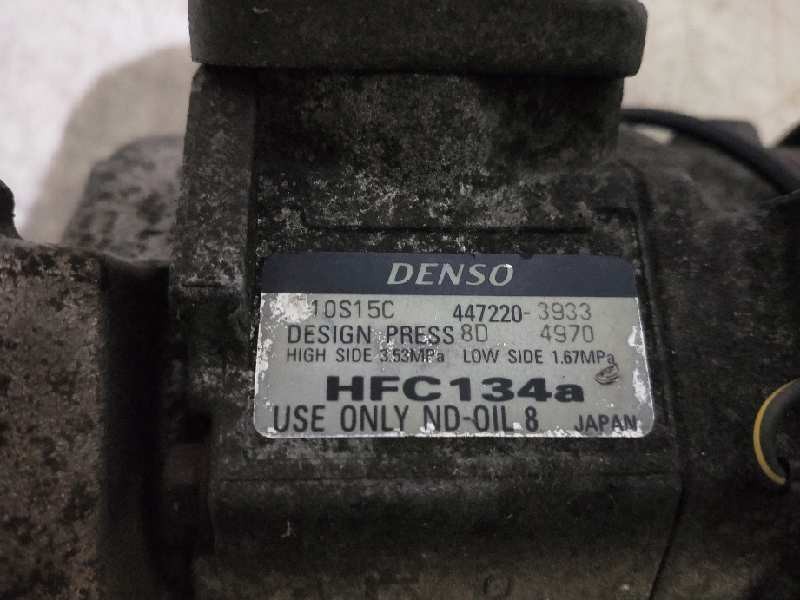 DENSO
10S15C 447220-3933
DESIGN PRESS 8D 4970
HIGH SIDE 3.53MPa LOW SIDE 1.67MPa
HFC134a
USE ONLY ND-OIL 8 JAPAN